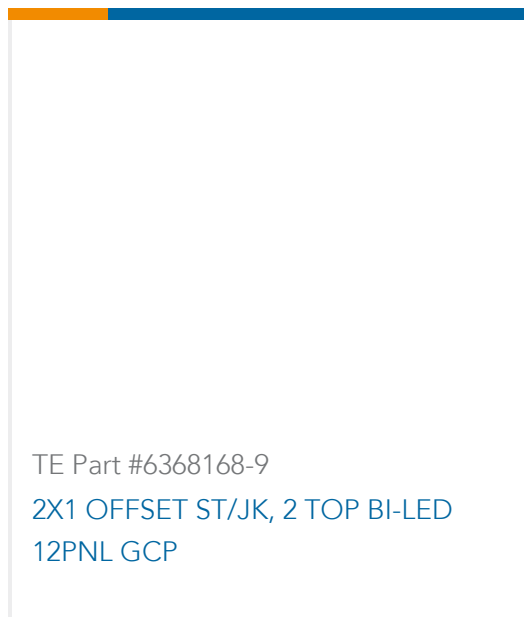 TE Part #6368168-9
2X1 OFFSET ST/JK, 2 TOP BI-LED
12PNL GCP